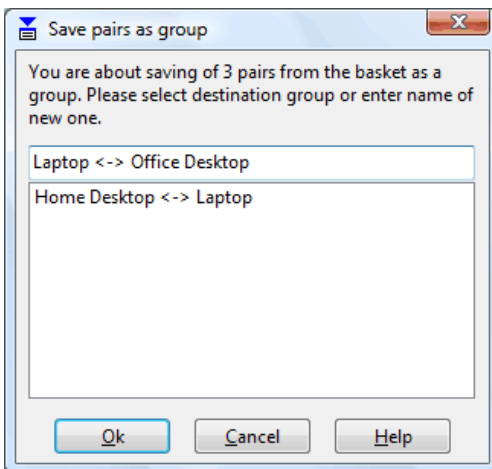 Save pairs as group
You are about saving of 3 pairs from the basket as a
group. Please select destination group or enter name of
new one.
Laptop <-> Office Desktop
Home Desktop <-> Laptop
Ok Cancel Help